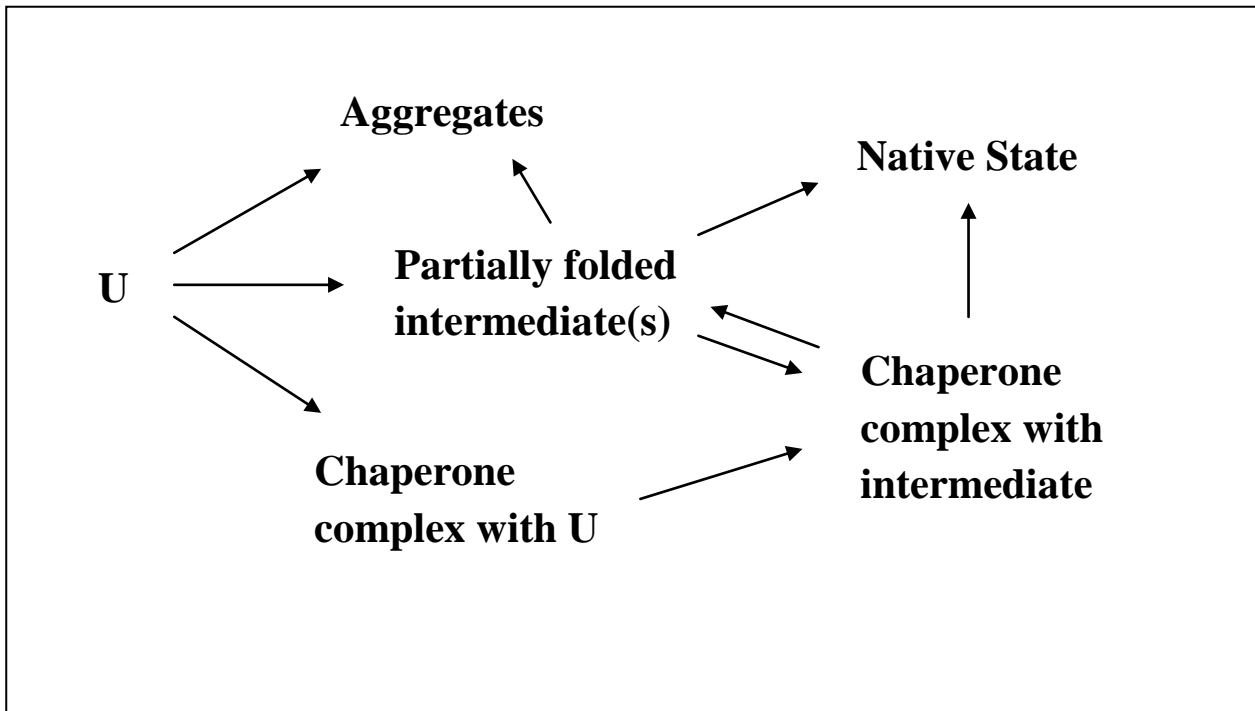 Aggregates
Native State
U
Partially folded
intermediate(s)
Chaperone
complex with
intermediate
Chaperone
complex with U